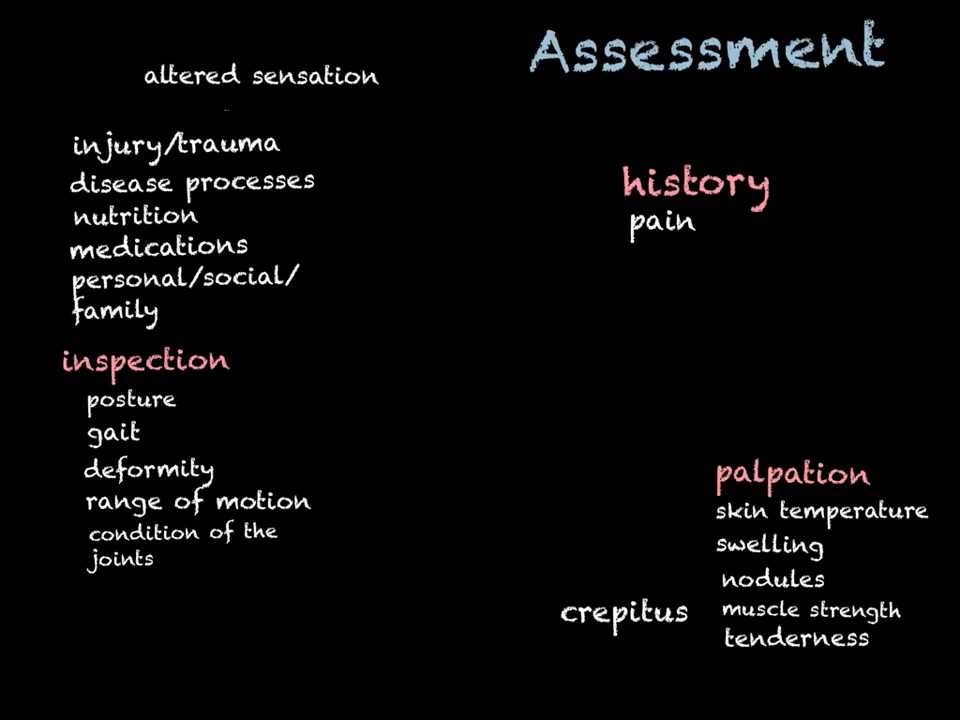 Assessment
altered sensation
injury/trauma
disease processes
nutrition
medications
personal/social/
family
history
pain
inspection
posture
gait
deformity
range of motion
condition of the
joints
palpation
skin temperature
swelling
nodules
crepitus
muscle strength
tenderness